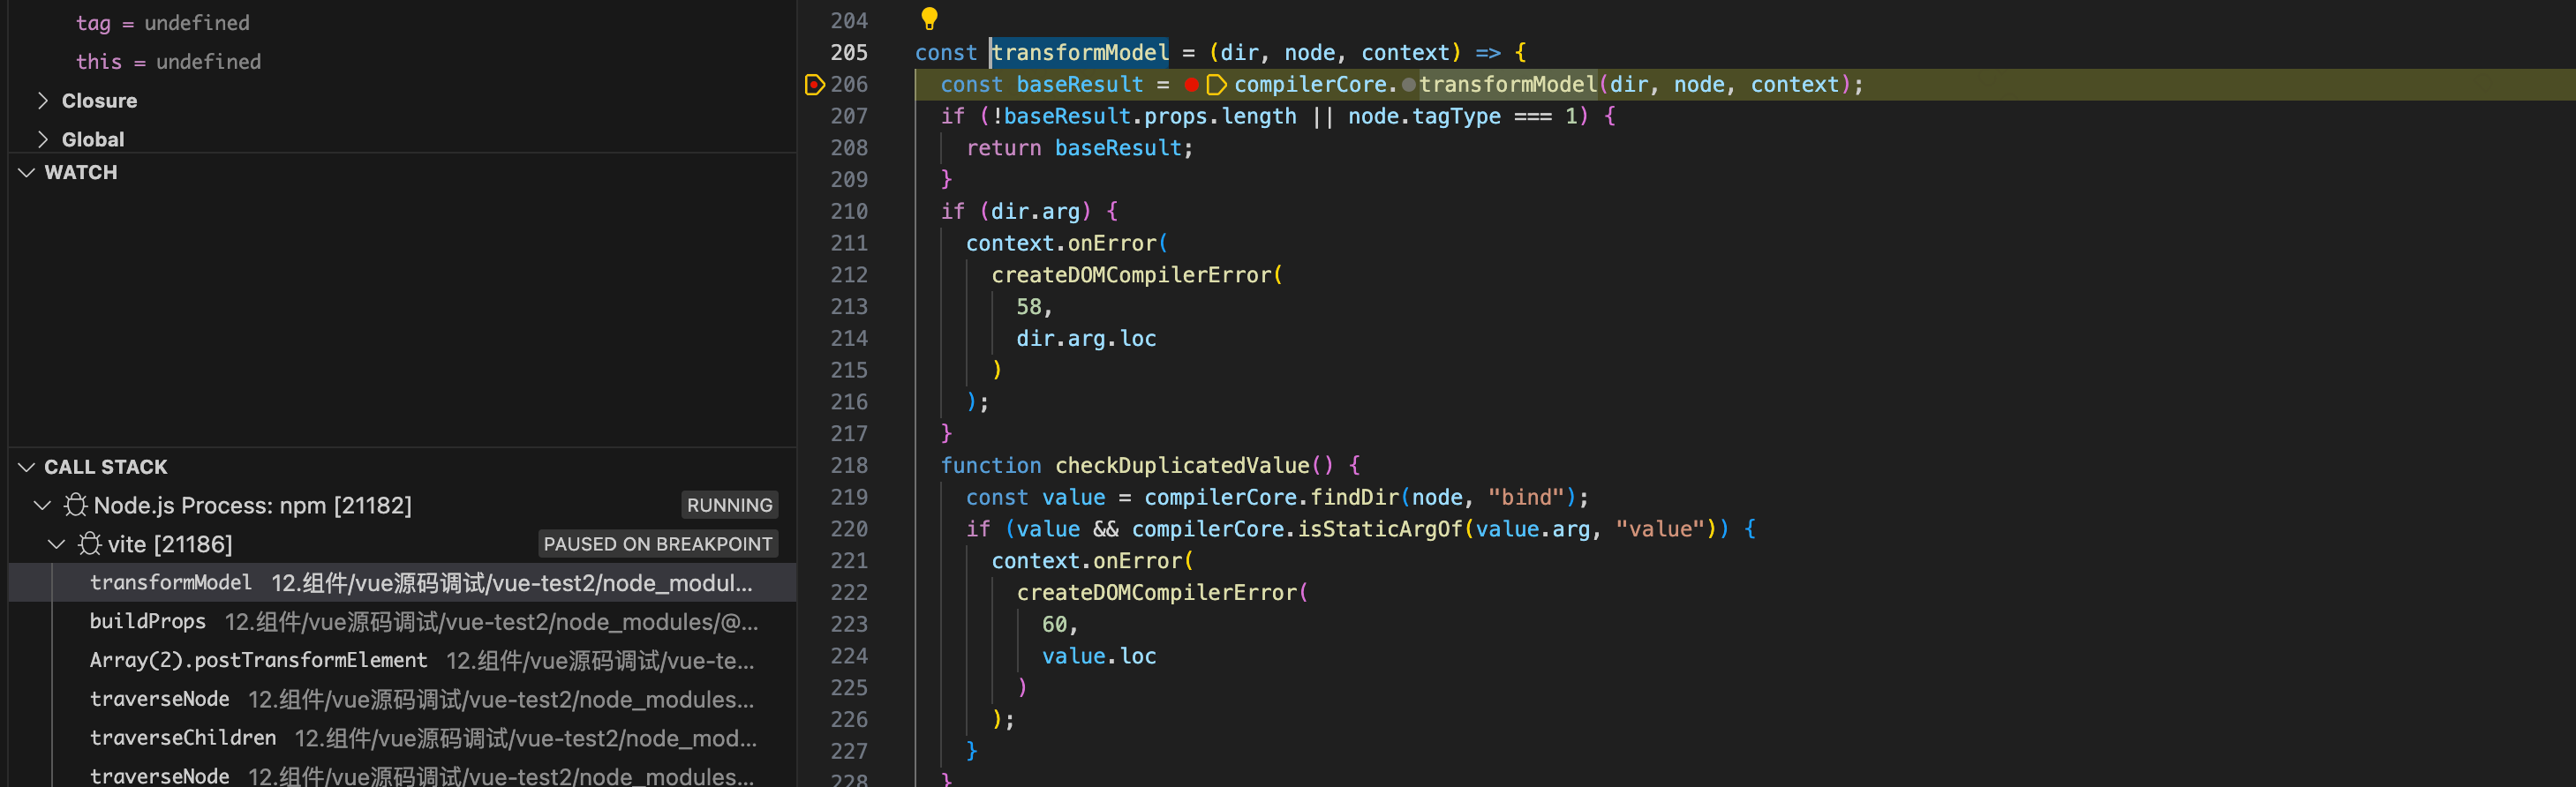 tag = undefined
this = undefined
Closure
Global
WATCH
CALL STACK
Node.js Process: npm [21182] RUNNING
vite [21186] PAUSED ON BREAKPOINT
transformModel 12.组件/vue源码调试/vue-test2/node_modul...
buildProps 12.组件/vue源码调试/vue-test2/node_modules/@...
Array(2).postTransformElement 12.组件/vue源码调试/vue-te...
traverseNode 12.组件/vue源码调试/vue-test2/node_modules...
traverseChildren 12.组件/vue源码调试/vue-test2/node_mod...
traverseNode 12.组件/vue源码调试/vue-test2/node_modules...
204
205 const transformModel = (dir, node, context) => {
206 const baseResult = compilerCore.transformModel(dir, node, context);
207 if (!baseResult.props.length || node.tagType === 1) {
208 return baseResult;
209 }
210 if (dir.arg) {
211 context.onError(
212 createDOMCompilerError(
213 58,
214 dir.arg.loc
215 )
216 );
217 }
218 function checkDuplicatedValue() {
219 const value = compilerCore.findDir(node, "bind");
220 if (value && compilerCore.isStaticArgOf(value.arg, "value")) {
221 context.onError(
222 createDOMCompilerError(
223 60,
224 value.loc
225 )
226 );
227 }
228 }